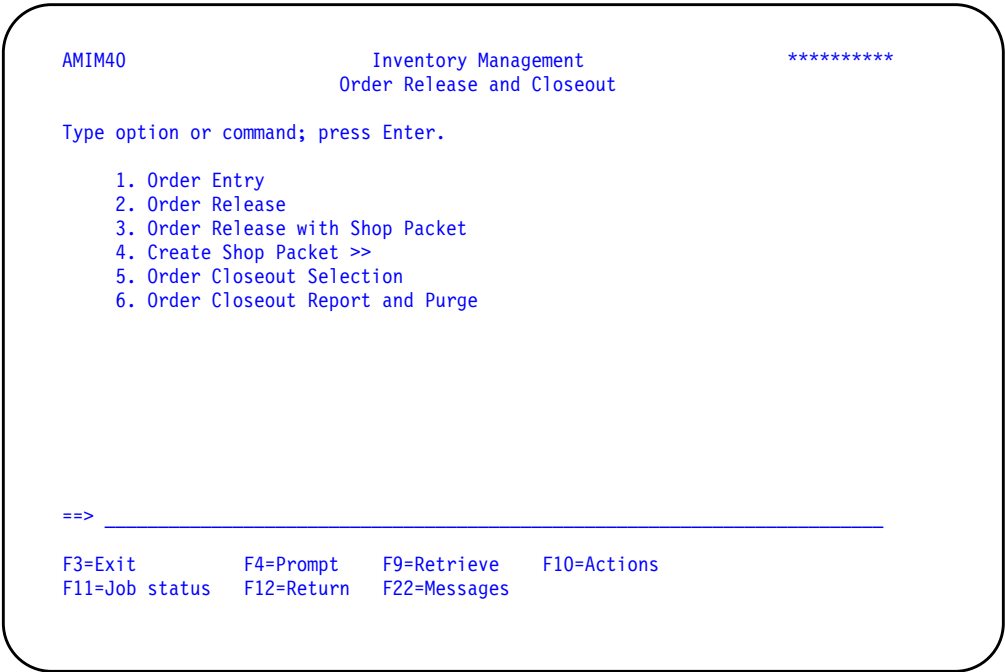 AMIM40 Inventory Management **********
Order Release and Closeout
Type option or command; press Enter.
1. Order Entry
2. Order Release
3. Order Release with Shop Packet
4. Create Shop Packet >>
5. Order Closeout Selection
6. Order Closeout Report and Purge
==> _________________________________________________________________________
F3=Exit F4=Prompt F9=Retrieve F10=Actions
F11=Job status F12=Return F22=Messages